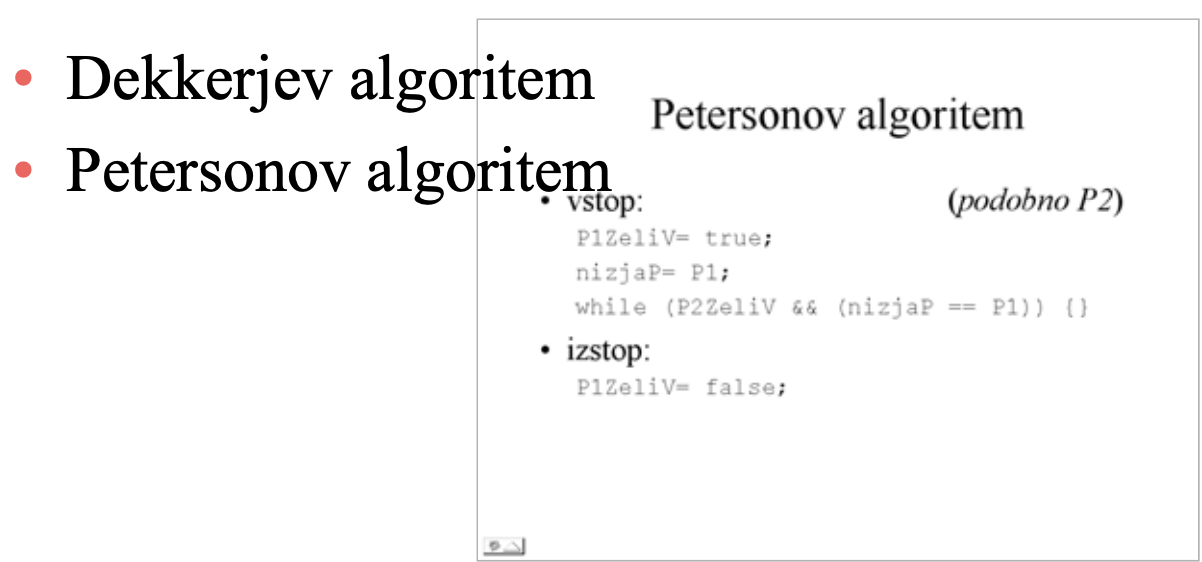 • Dekkerjev algoritem
• Petersonov algoritem
Petersonov algoritem
• vstop: (podobno P2)
P1ZeliV= true;
nizjaP= P1;
while (P2ZeliV && (nizjaP == P1)) {}
• izstop:
P1ZeliV= false;